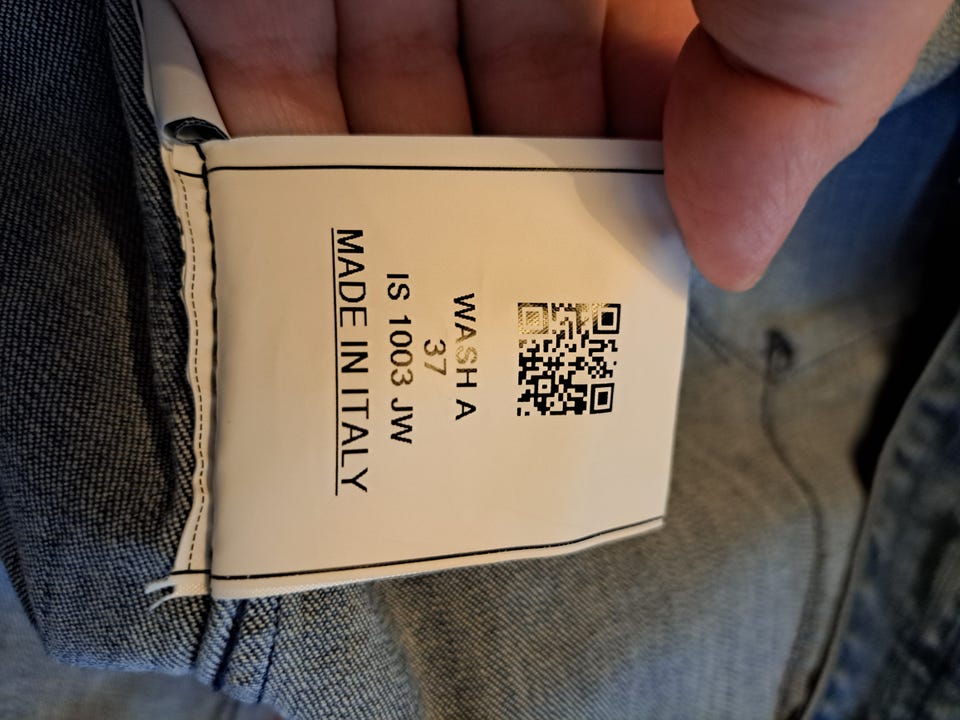 WASH A
37
IS 1003 JW
MADE IN ITALY